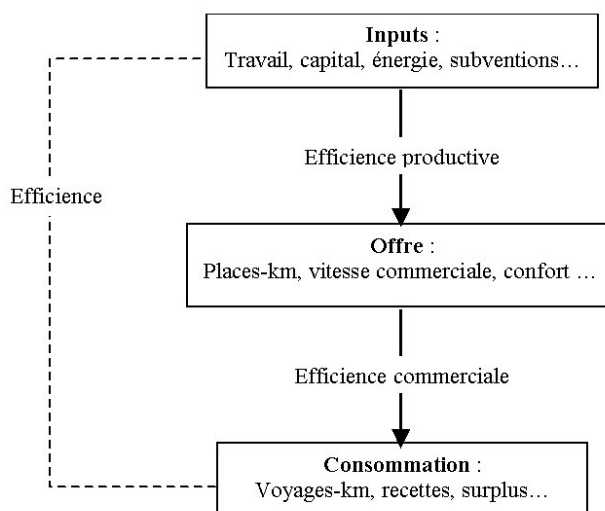 Inputs :
Travail, capital, énergie, subventions…
Efficience productive
Efficience
Offre :
Places-km, vitesse commerciale, confort …
Efficience commerciale
Consommation :
Voyages-km, recettes, surplus…